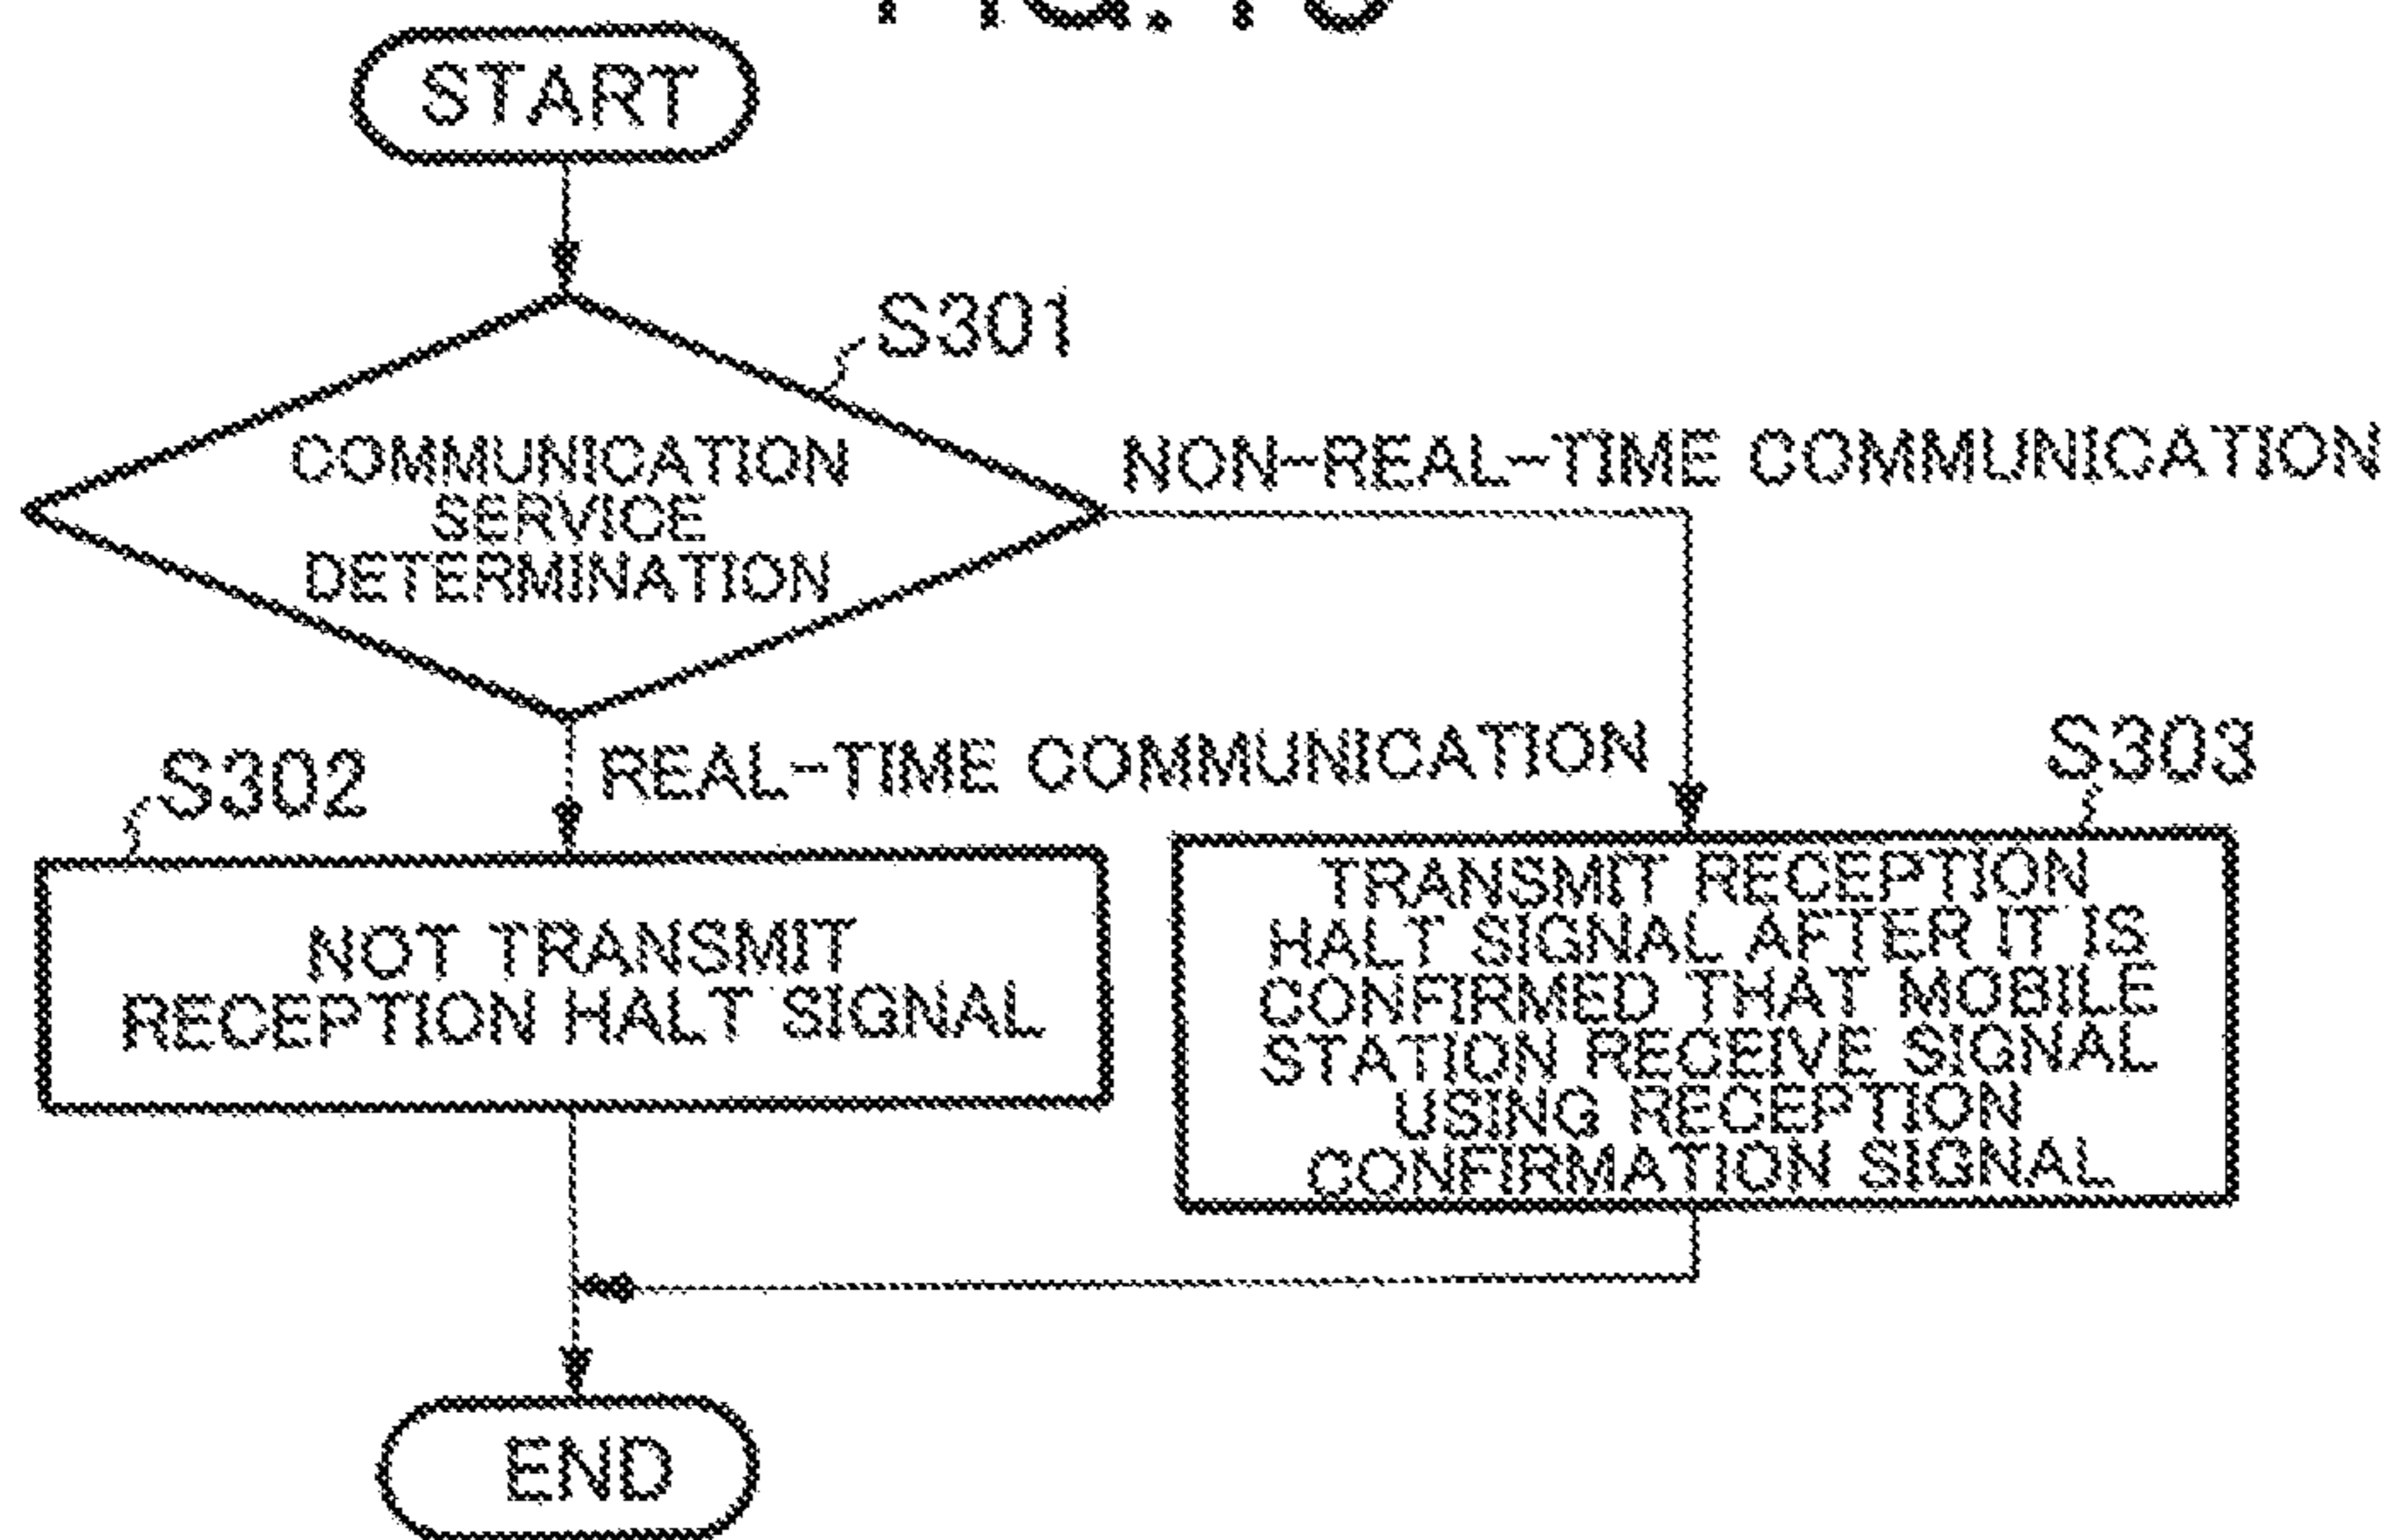 START
S301
COMMUNICATION
SERVICE
DETERMINATION
NON-REAL-TIME COMMUNICATION
REAL-TIME COMMUNICATION
S302
S303
NOT TRANSMIT
RECEPTION HALT SIGNAL
TRANSMIT RECEPTION
HALT SIGNAL AFTER IT IS
CONFIRMED THAT MOBILE
STATION RECEIVE SIGNAL
USING RECEPTION
CONFIRMATION SIGNAL
END